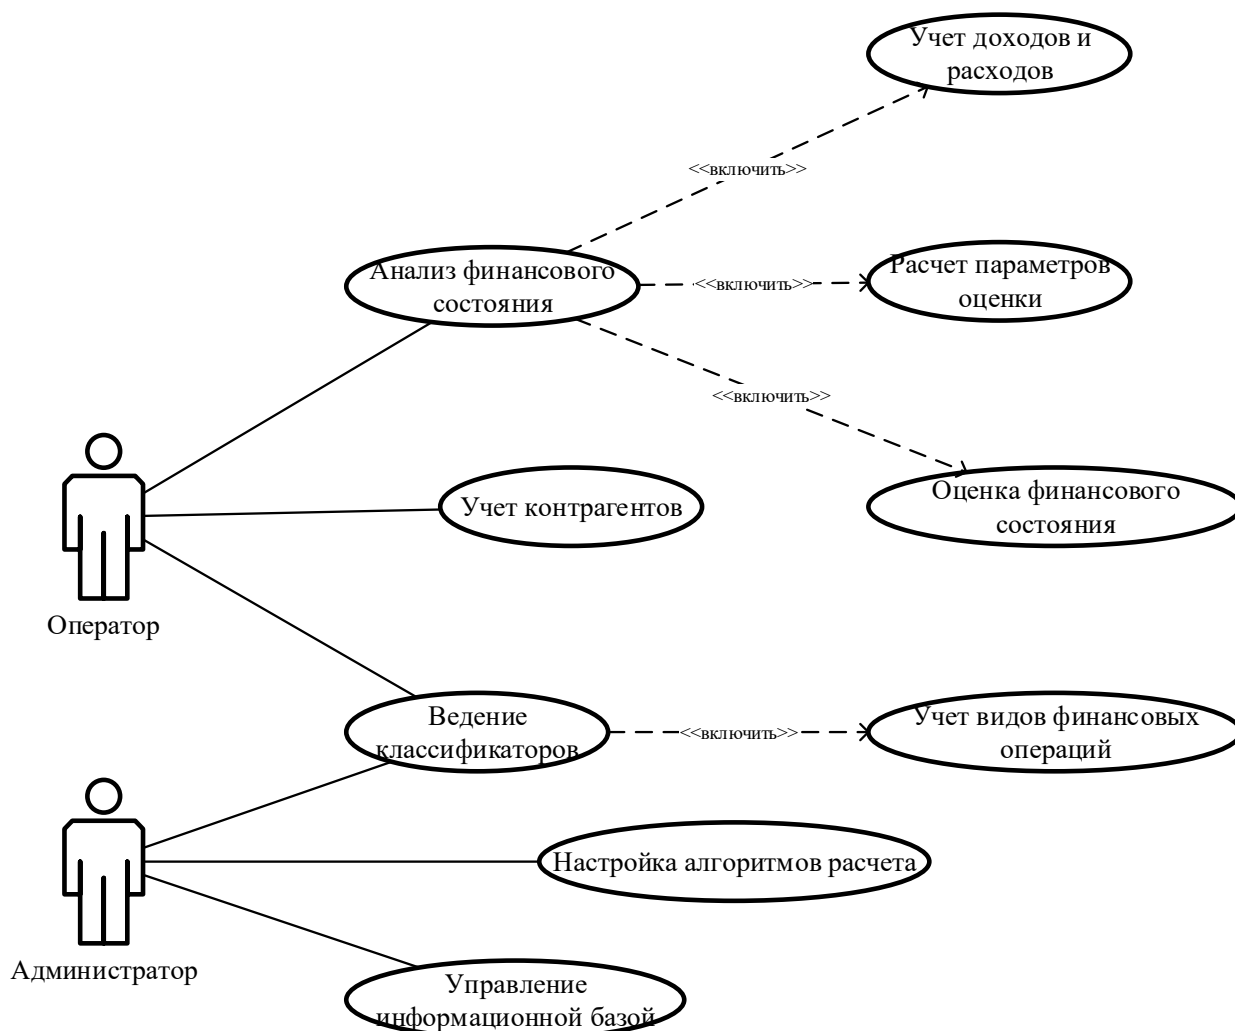 Учет доходов и
расходов
<<включить>>
Анализ финансового
состояния
<<включить>>
Расчет параметров
оценки
<<включить>>
Учет контрагентов
Оценка финансового
состояния
Оператор
Ведение
классификаторов
<<включить>>
Учет видов финансовых
операций
Настройка алгоритмов расчета
Администратор
Управление
информационной базой